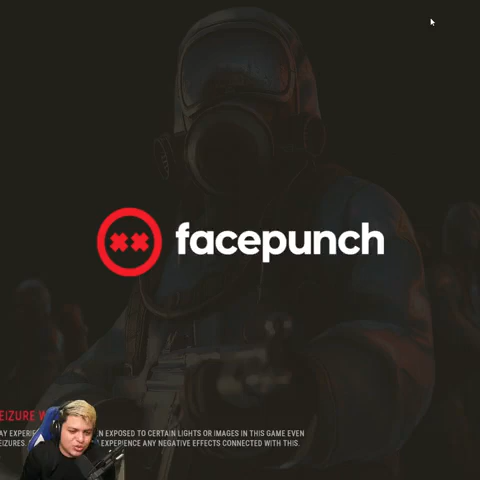 facepunch
EIZURE W
AY EXPERIE N EXPOSED TO CERTAIN LIGHTS OR IMAGES IN THIS GAME EVEN
EIZURES. EXPERIENCE ANY NEGATIVE EFFECTS CONNECTED WITH THIS.